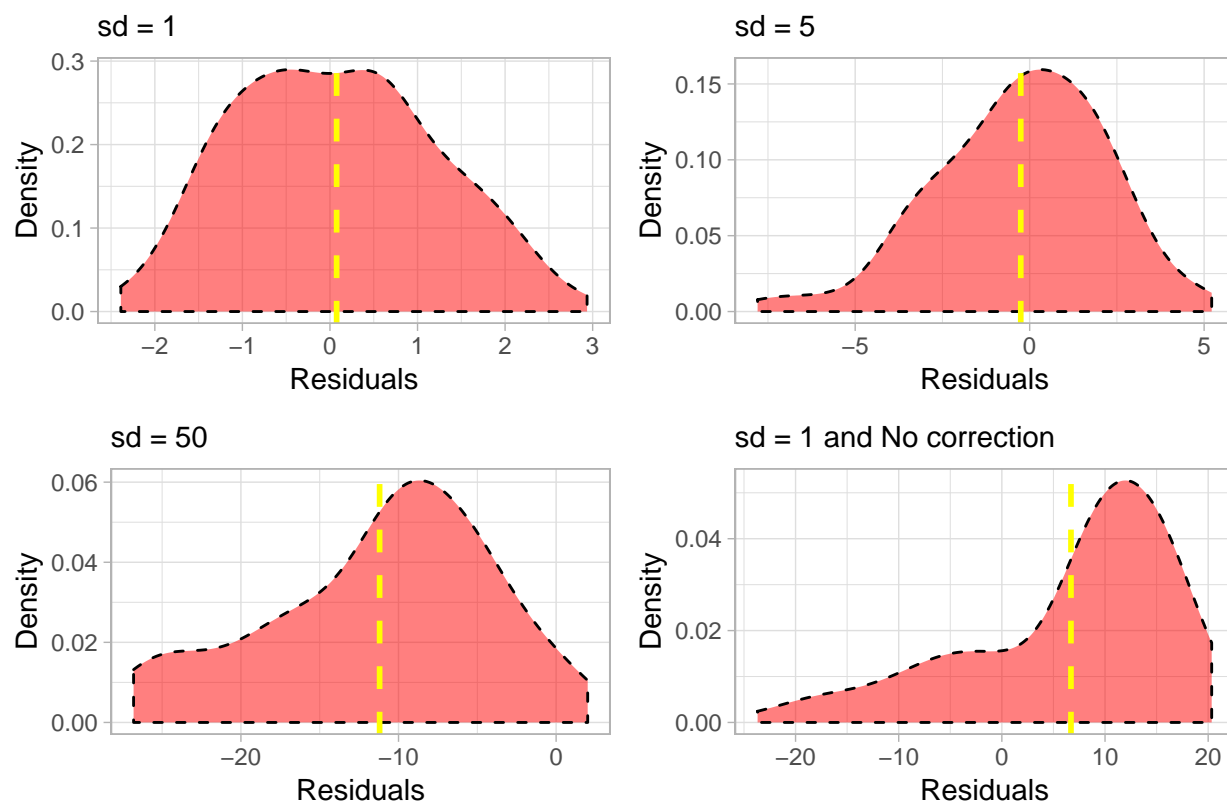 sd = 1
0.3
0.2
0.1
0.0
Density
−2 −1 0 1 2 3
Residuals
sd = 5
0.15
0.10
0.05
0.00
Density
−5 0 5
Residuals
sd = 50
0.06
0.04
0.02
0.00
Density
−20 −10 0
Residuals
sd = 1 and No correction
0.04
0.02
0.00
Density
−20 −10 0 10 20
Residuals